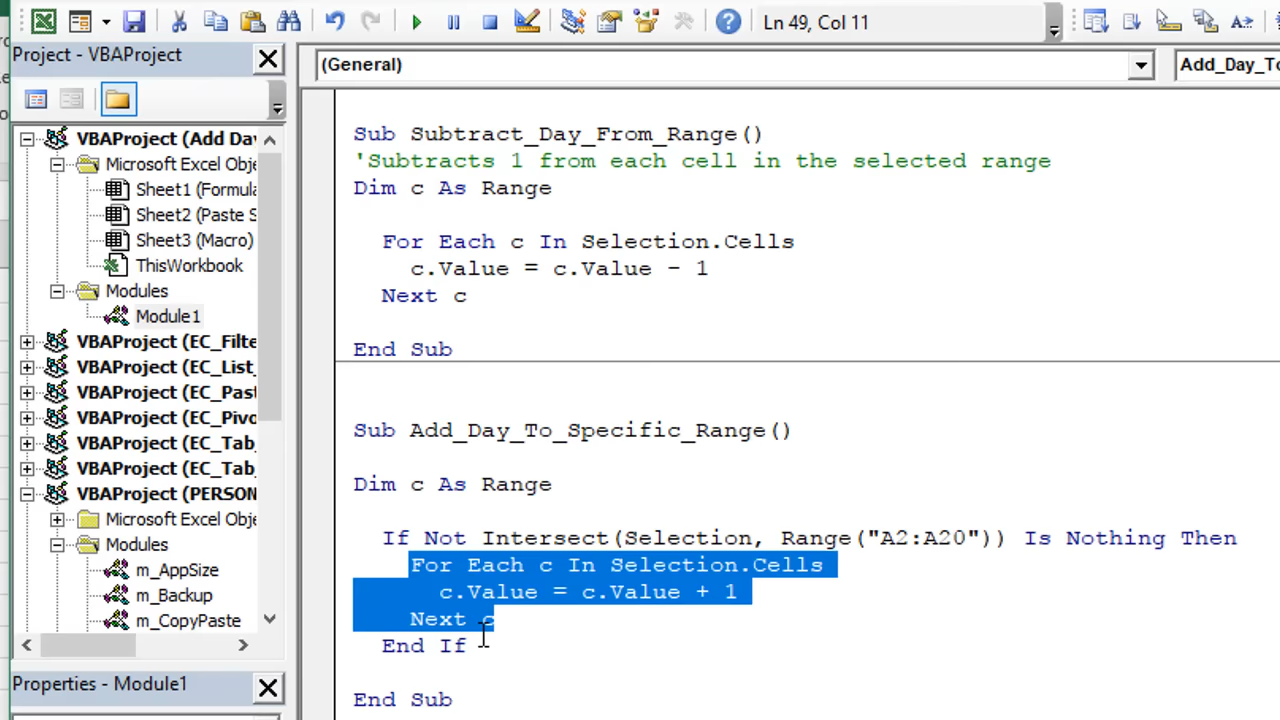 Ln 49, Col 11
Project - VBAProject
(General)
VBAProject (Add Da
Microsoft Excel Obje
Sheet1 (Formula
Sheet2 (Paste S
Sheet3 (Macro)
ThisWorkbook
Modules
Module1
VBAProject (EC_Filte
VBAProject (EC_List_
VBAProject (EC_Past
VBAProject (EC_Pivo
VBAProject (EC_Tab_
VBAProject (EC_Tab_
VBAProject (PERSON
Microsoft Excel Obje
Modules
m_AppSize
m_Backup
m_CopyPaste
Properties - Module1
Add_Day_To
Sub Subtract_Day_From_Range()
'Subtracts 1 from each cell in the selected range
Dim c As Range
For Each c In Selection.Cells
c.Value = c.Value - 1
Next c
End Sub
Sub Add_Day_To_Specific_Range()
Dim c As Range
If Not Intersect(Selection, Range("A2:A20")) Is Nothing Then
For Each c In Selection.Cells
c.Value = c.Value + 1
Next c
End If
End Sub